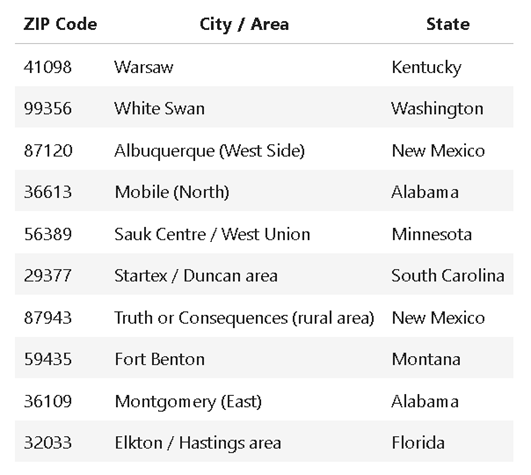 ZIP Code City / Area State
41098 Warsaw Kentucky
99356 White Swan Washington
87120 Albuquerque (West Side) New Mexico
36613 Mobile (North) Alabama
56389 Sauk Centre / West Union Minnesota
29377 Startex / Duncan area South Carolina
87943 Truth or Consequences (rural area) New Mexico
59435 Fort Benton Montana
36109 Montgomery (East) Alabama
32033 Elkton / Hastings area Florida